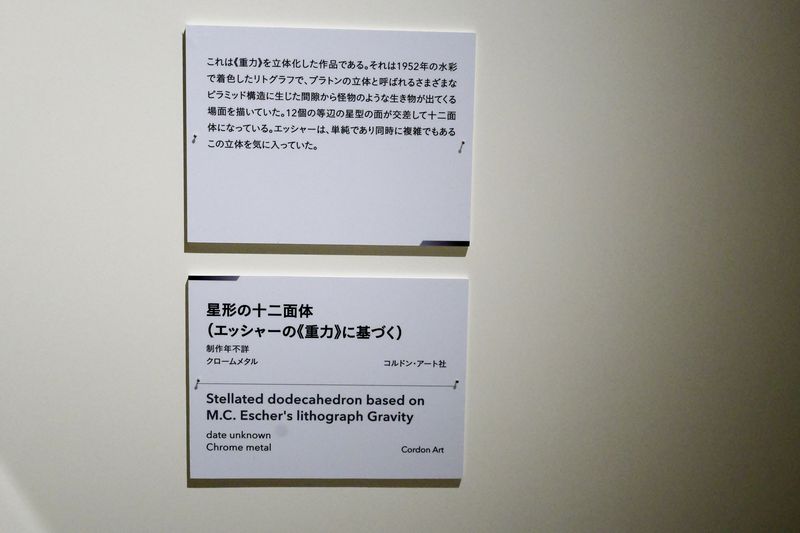 これは《重力》を立体化した作品である。それは1952年の水彩
で着色したリトグラフで、プラトンの立体と呼ばれるさまざまな
ピラミッド構造に生じた間隙から怪物のような生き物が出てくる
場面を描いていた。12個の等辺の星型の面が交差して十二面
体になっている。エッシャーは、単純であり同時に複雑でもある
この立体を気に入っていた。
星形の十二面体
（エッシャーの《重力》に基づく）
制作年不詳
クロームメタル コルドン・アート社
Stellated dodecahedron based on
M.C. Escher's lithograph Gravity
date unknown
Chrome metal Cordon Art